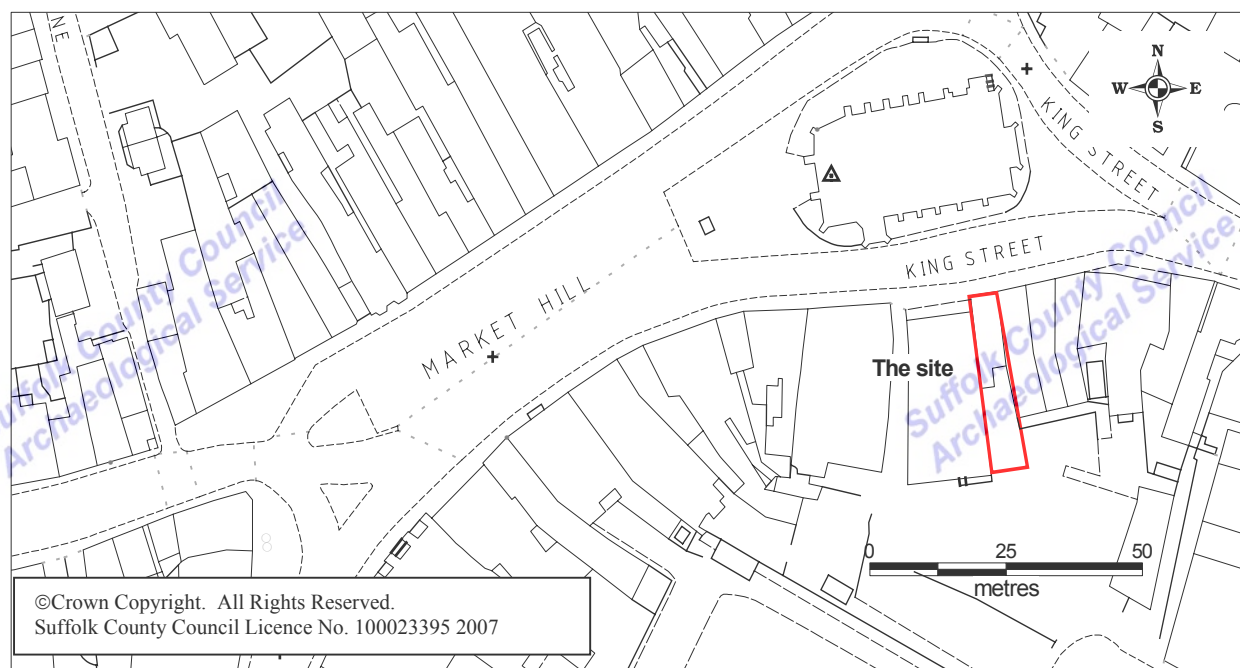 NE
N
W E
S
KING STREET
KING STREET
MARKET HILL
The site
Suffolk County Council
Archaeological Service
Suffolk County Council
Archaeological Service
8
0 25 50
metres
©Crown Copyright. All Rights Reserved.
Suffolk County Council Licence No. 100023395 2007